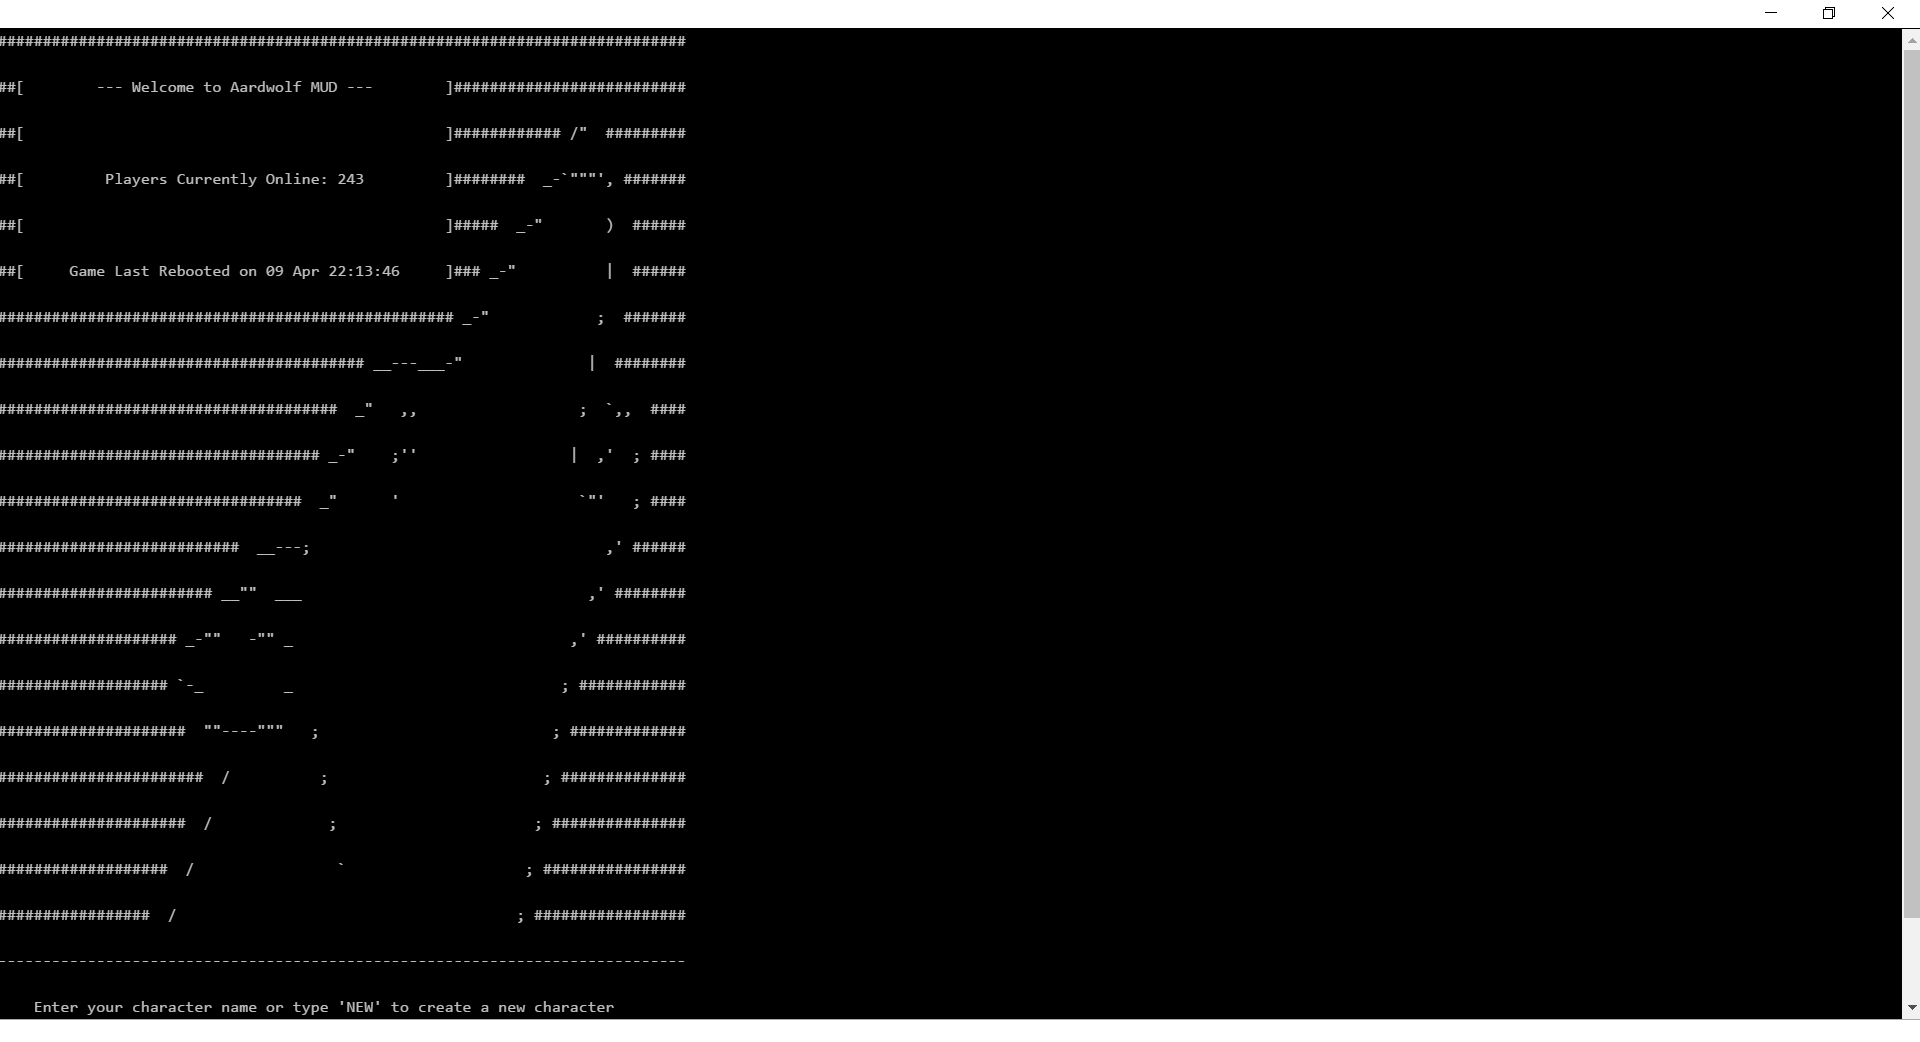 #############################################################################
##[        --- Welcome to Aardwolf MUD ---        ]##########################
##[                                               ]############ /"  #########
##[         Players Currently Online: 243         ]########  _-`"""', #######
##[                                               ]#####  _-"       )  ######
##[     Game Last Rebooted on 09 Apr 22:13:46     ]### _-"          |  ######
################################################### _-"            ;  #######
######################################### __---___-"              |  ########
######################################  _"   ,,                  ;  `,,  ####
#################################### _-"    ;''                 |  ,'  ; ####
##################################  _"      '                    `"'   ; ####
###########################  __---;                                 ,' ######
######################## __""  ___                                ,' ########
#################### _-""   -"" _                               ,' ##########
################### `-_         _                              ; ############
#####################  ""----"""   ;                          ; #############
#######################  /          ;                        ; ##############
#####################  /             ;                      ; ###############
###################  /                `                    ; ################
#################  /                                      ; #################
-----------------------------------------------------------------------------
    Enter your character name or type 'NEW' to create a new character